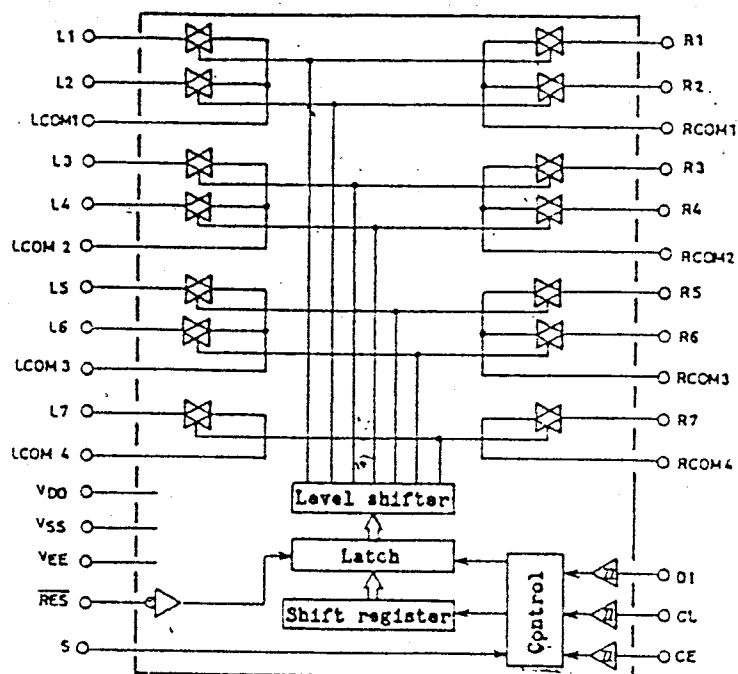 L1
R1
L2
R2
LCOM1
RCOM1
L3
R3
L4
R4
LCOM 2
RCOM2
L5
R5
L6
R6
LCOM 3
RCOM3
L7
R7
LCOM 4
RCOM4
VDD
Level shifter
VSS
VEE
Latch
DI
RES
Shift register
Control
CL
S
CE